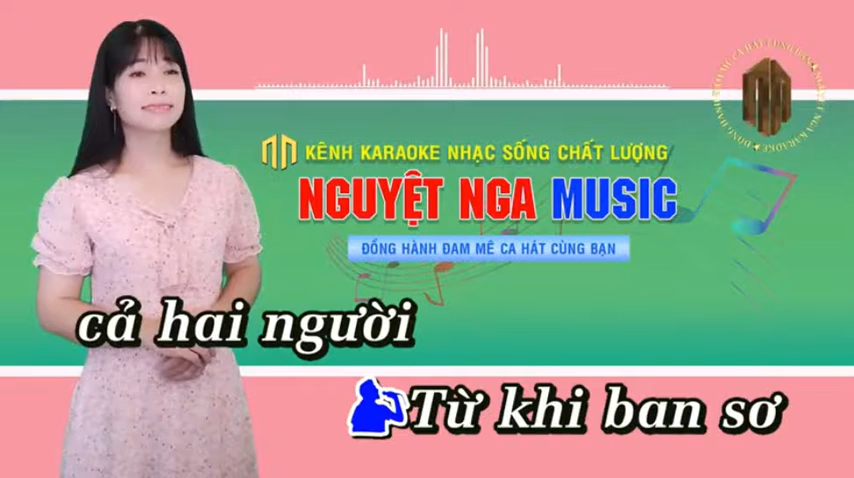 KÊNH KARAOKE NHẠC SỐNG CHẤT LƯỢNG
NGUYỆT NGA MUSIC
ĐỒNG HÀNH ĐAM MÊ CA HÁT CÙNG BẠN
cả hai người
Từ khi ban sơ